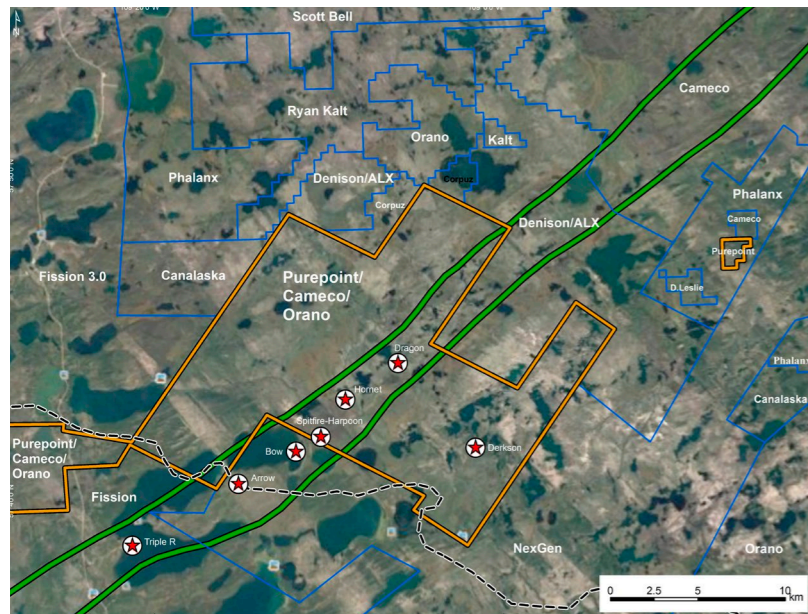 Scott Bell
Cameco
Ryan Kalt
Orano
Kalt
Phalanx
Denison/ALX
Corpuz
Corpuz
Phalanx
Cameco
Denison/ALX
Purepoint
Fission 3.0
Canalaska
Purepoint/
Cameco/
Orano
D.Leslie
Dragon
Phalanx
Hornet
Canalaska
Spitfire-Harpoon
Purepoint/
Cameco/
Orano
Bow
Derkson
Arrow
Fission
Triple R
NexGen
Orano
0 2.5 5 10
km
N